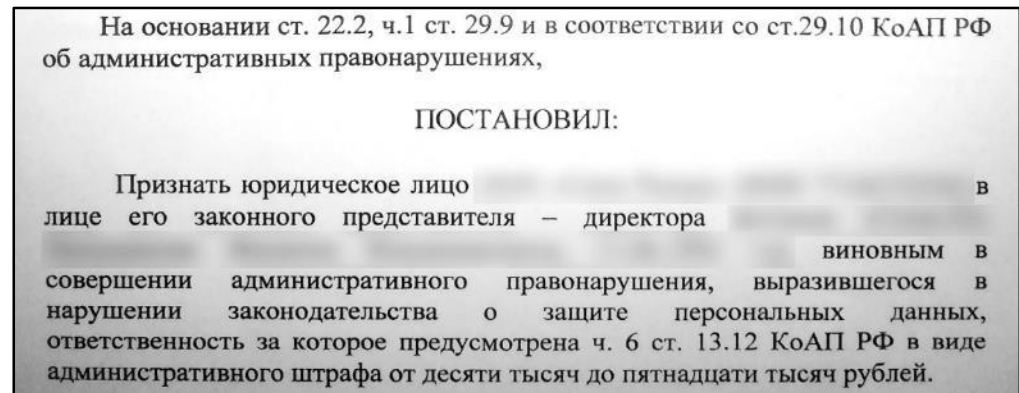 На основании ст. 22.2, ч.1 ст. 29.9 и в соответствии со ст.29.10 КоАП РФ
об административных правонарушениях,
ПОСТАНОВИЛ:
Признать юридическое лицо в
лице его законного представителя – директора
виновным в
совершении административного правонарушения, выразившегося в
нарушении законодательства о защите персональных данных,
ответственность за которое предусмотрена ч. 6 ст. 13.12 КоАП РФ в виде
административного штрафа от десяти тысяч до пятнадцати тысяч рублей.